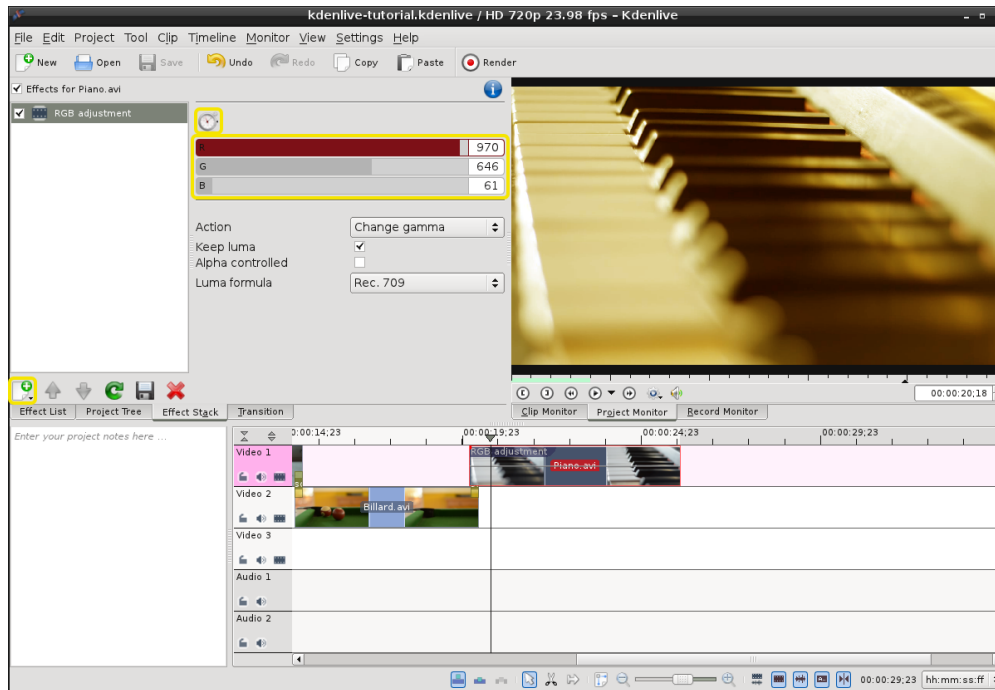 kdenlive-tutorial.kdenlive / HD 720p 23.98 fps – Kdenlive
File Edit Project Tool Clip Timeline Monitor View Settings Help
New Open Save Undo Redo Copy Paste Render
Effects for Piano.avi
RGB adjustment
R 970
G 646
B 61
Action Change gamma
Keep luma
Alpha controlled
Luma formula Rec. 709
00:00:20;18
Effect List Project Tree Effect Stack Transition
Clip Monitor Project Monitor Record Monitor
Enter your project notes here ...
0:00:14;23 00:00:19;23 00:00:24;23 00:00:29;23
Video 1
RGB adjustment
Piano.avi
Video 2
Billard.avi
Video 3
Audio 1
Audio 2
00:00:29;23 hh:mm:ss:ff